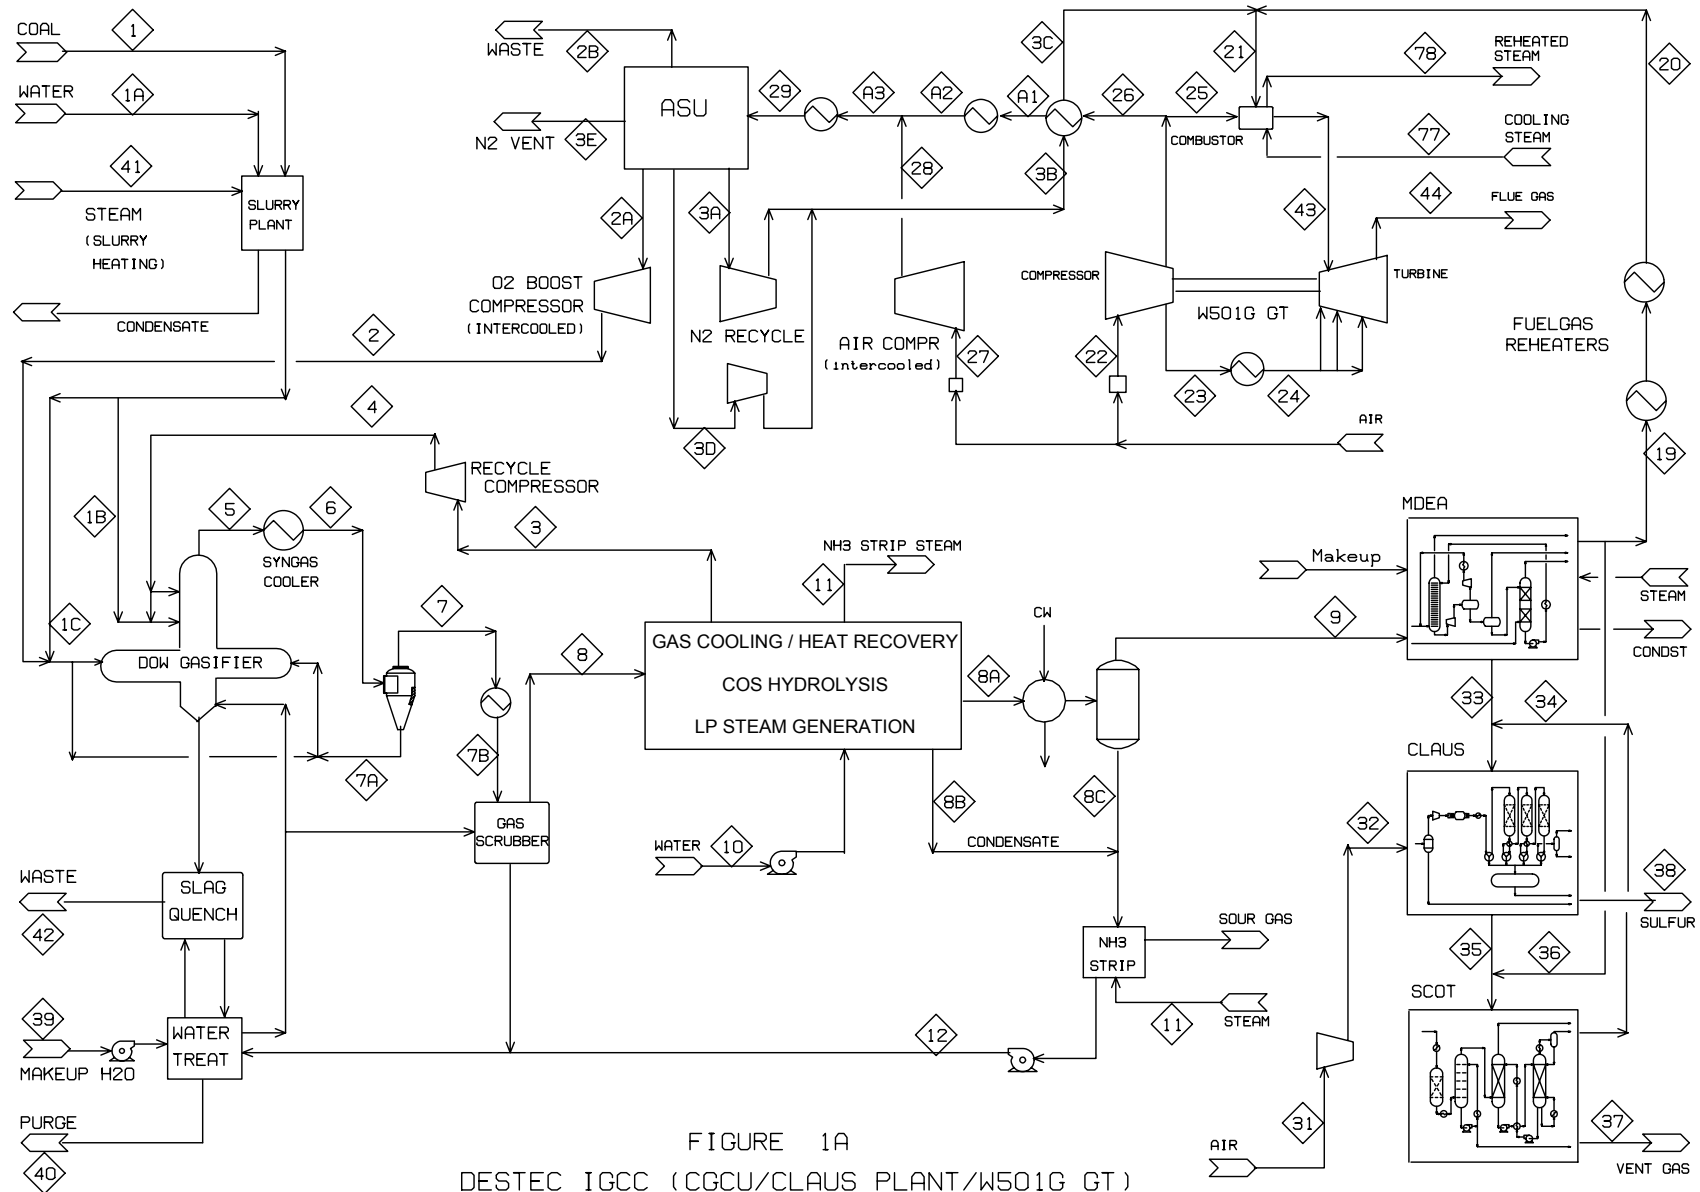 COAL
1
WATER
1A
41
STEAM
(SLURRY
HEATING)
SLURRY
PLANT
CONDENSATE
2
4
WASTE
2B
N2 VENT
3E
ASU
29
A3
A2
A1
3C
26
25
21
COMBUSTOR
78
REHEATED
STEAM
20
COOLING
STEAM
77
44
FLUE GAS
2A
3A
28
3B
43
O2 BOOST
COMPRESSOR
(INTERCOOLED)
N2 RECYCLE
AIR COMPR
(intercooled)
27
COMPRESSOR
TURBINE
W501G GT
22
23
24
FUELGAS
REHEATERS
3D
AIR
19
RECYCLE
COMPRESSOR
1B
5
6
SYNGAS
COOLER
3
NH3 STRIP STEAM
11
MDEA
Makeup
STEAM
CONDST
1C
DOW GASIFIER
7
8
GAS COOLING / HEAT RECOVERY
COS HYDROLYSIS
LP STEAM GENERATION
8A
CW
9
33
34
7A
7B
CLAUS
GAS
SCRUBBER
WATER
10
8B
8C
CONDENSATE
32
38
SULFUR
WASTE
42
SLAG
QUENCH
SOUR GAS
NH3
STRIP
11
STEAM
35
36
SCOT
39
MAKEUP H2O
WATER
TREAT
12
PURGE
40
31
AIR
37
VENT GAS
FIGURE 1A
DESTEC IGCC (CGCU/CLAUS PLANT/W501G GT)